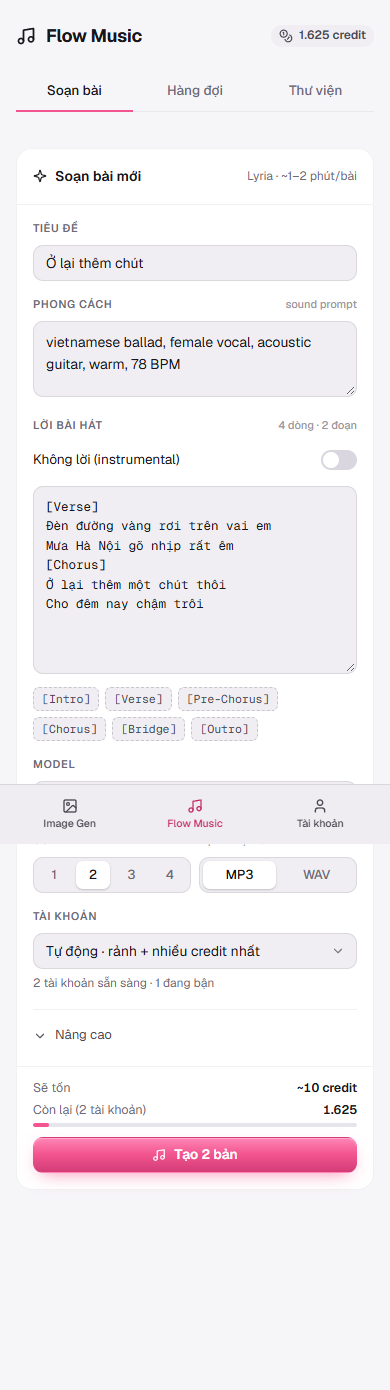 Flow Music
1.625 credit
Soạn bài
Hàng đợi
Thư viện
Soạn bài mới
Lyria · ~1–2 phút/bài
TIÊU ĐỀ
Ở lại thêm chút
PHONG CÁCH
sound prompt
vietnamese ballad, female vocal, acoustic
guitar, warm, 78 BPM
LỜI BÀI HÁT
4 dòng · 2 đoạn
Không lời (instrumental)
[Verse]
Đèn đường vàng rơi trên vai em
Mưa Hà Nội gõ nhịp rất êm
[Chorus]
Ở lại thêm một chút thôi
Cho đêm nay chậm trôi
[Intro]
[Verse]
[Pre-Chorus]
[Chorus]
[Bridge]
[Outro]
MODEL
Image Gen
Flow Music
Tài khoản
1
2
3
4
MP3
WAV
TÀI KHOẢN
Tự động · rảnh + nhiều credit nhất
2 tài khoản sẵn sàng · 1 đang bận
Nâng cao
Sẽ tốn
~10 credit
Còn lại (2 tài khoản)
1.625
Tạo 2 bản